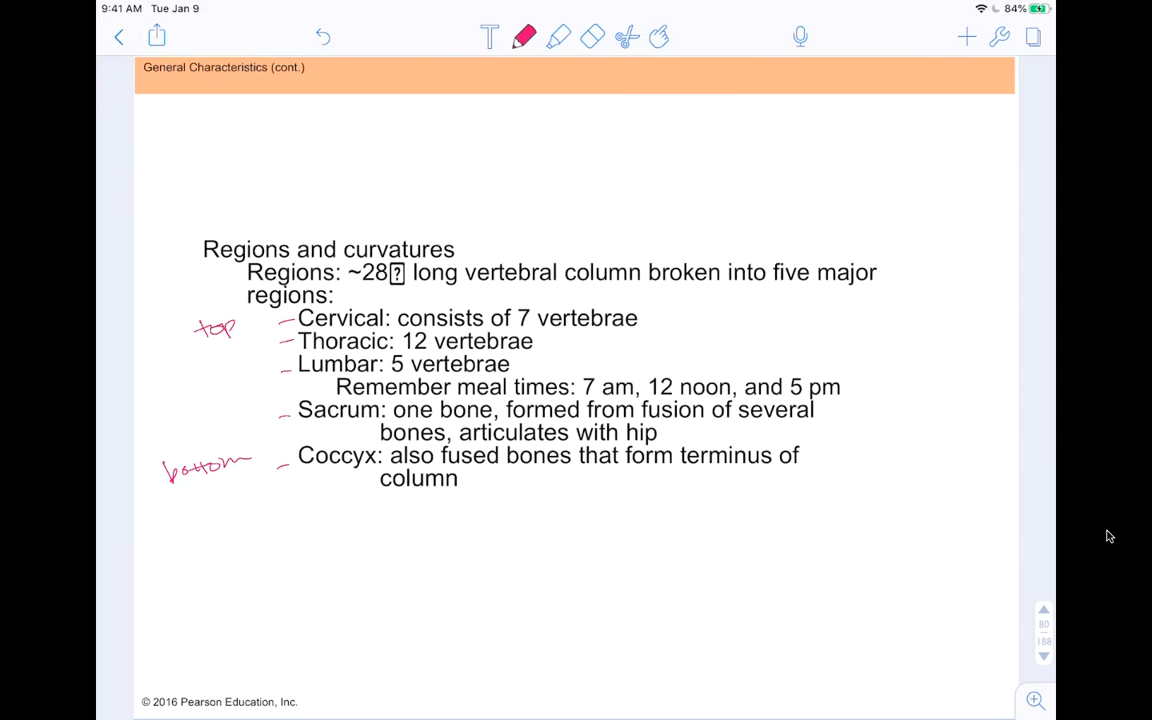 9:41 AM Tue Jan 9
84%
General Characteristics (cont.)
Regions and curvatures
Regions: ~28 long vertebral column broken into five major
regions:
top
Cervical: consists of 7 vertebrae
Thoracic: 12 vertebrae
Lumbar: 5 vertebrae
Remember meal times: 7 am, 12 noon, and 5 pm
Sacrum: one bone, formed from fusion of several
bones, articulates with hip
bottom
Coccyx: also fused bones that form terminus of
column
80
188
© 2016 Pearson Education, Inc.